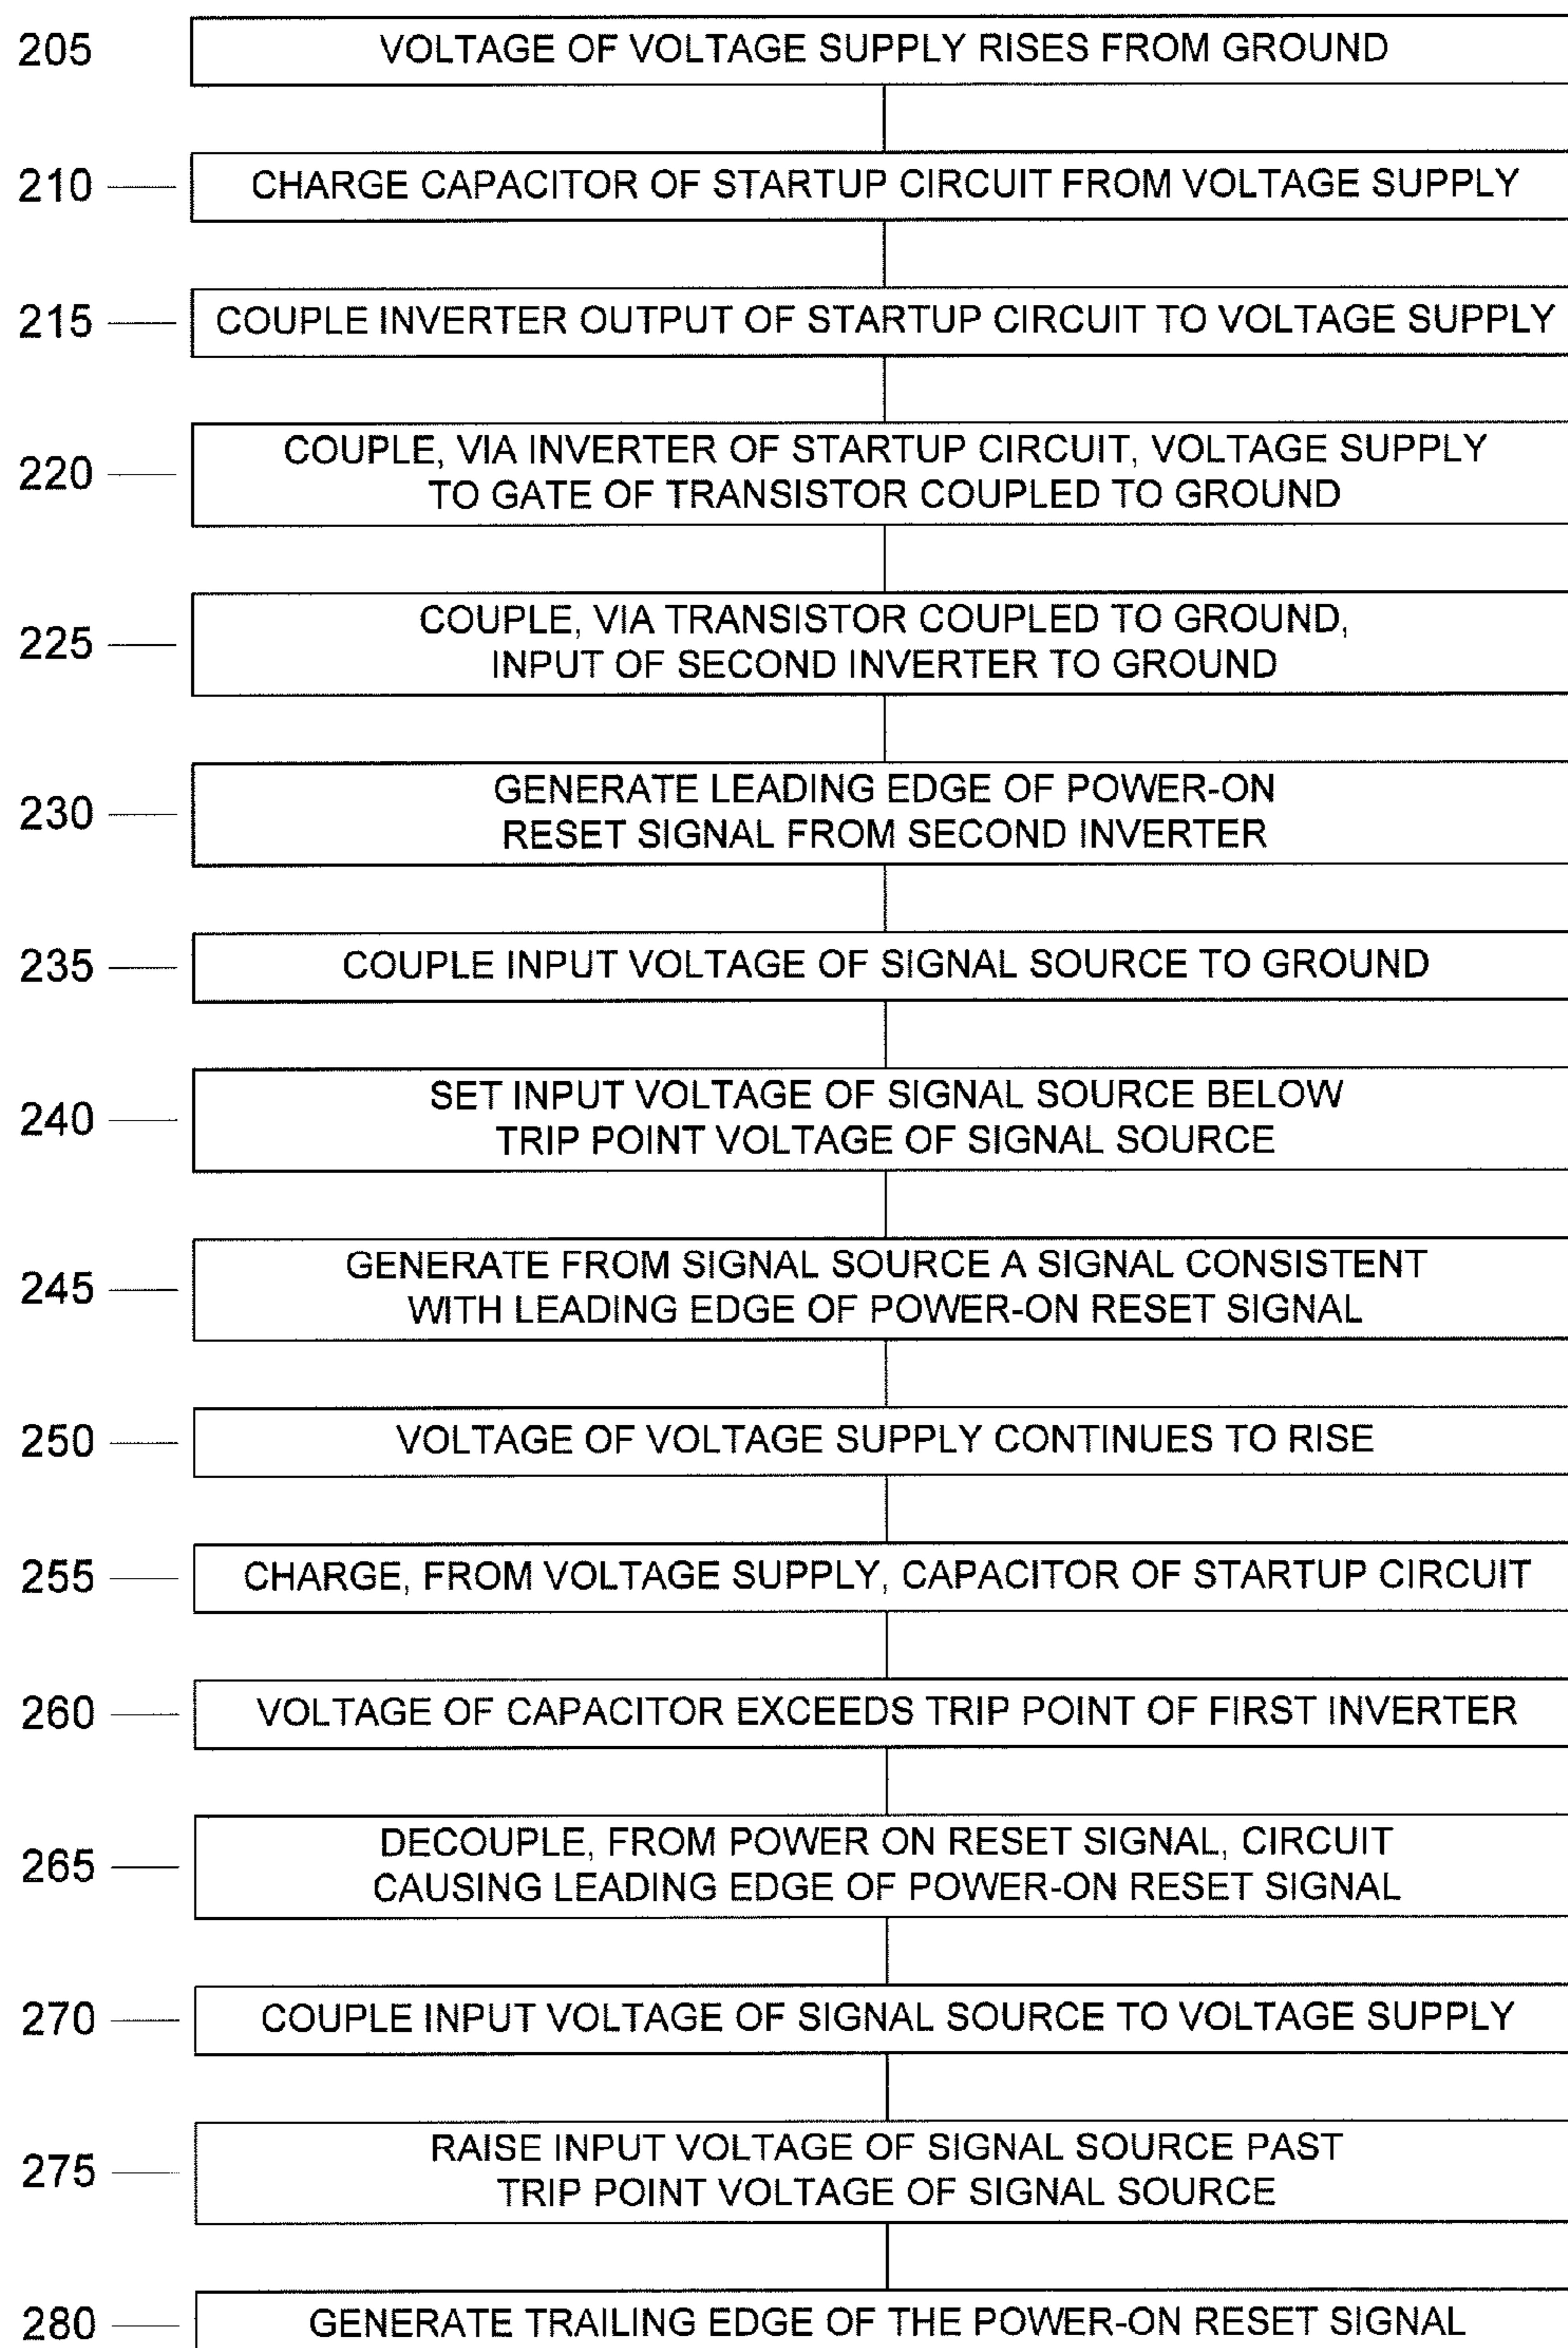 205 VOLTAGE OF VOLTAGE SUPPLY RISES FROM GROUND
210 CHARGE CAPACITOR OF STARTUP CIRCUIT FROM VOLTAGE SUPPLY
215 COUPLE INVERTER OUTPUT OF STARTUP CIRCUIT TO VOLTAGE SUPPLY
220 COUPLE, VIA INVERTER OF STARTUP CIRCUIT, VOLTAGE SUPPLY
TO GATE OF TRANSISTOR COUPLED TO GROUND
225 COUPLE, VIA TRANSISTOR COUPLED TO GROUND,
INPUT OF SECOND INVERTER TO GROUND
230 GENERATE LEADING EDGE OF POWER-ON
RESET SIGNAL FROM SECOND INVERTER
235 COUPLE INPUT VOLTAGE OF SIGNAL SOURCE TO GROUND
240 SET INPUT VOLTAGE OF SIGNAL SOURCE BELOW
TRIP POINT VOLTAGE OF SIGNAL SOURCE
245 GENERATE FROM SIGNAL SOURCE A SIGNAL CONSISTENT
WITH LEADING EDGE OF POWER-ON RESET SIGNAL
250 VOLTAGE OF VOLTAGE SUPPLY CONTINUES TO RISE
255 CHARGE, FROM VOLTAGE SUPPLY, CAPACITOR OF STARTUP CIRCUIT
260 VOLTAGE OF CAPACITOR EXCEEDS TRIP POINT OF FIRST INVERTER
265 DECOUPLE, FROM POWER ON RESET SIGNAL, CIRCUIT
CAUSING LEADING EDGE OF POWER-ON RESET SIGNAL
270 COUPLE INPUT VOLTAGE OF SIGNAL SOURCE TO VOLTAGE SUPPLY
275 RAISE INPUT VOLTAGE OF SIGNAL SOURCE PAST
TRIP POINT VOLTAGE OF SIGNAL SOURCE
280 GENERATE TRAILING EDGE OF THE POWER-ON RESET SIGNAL